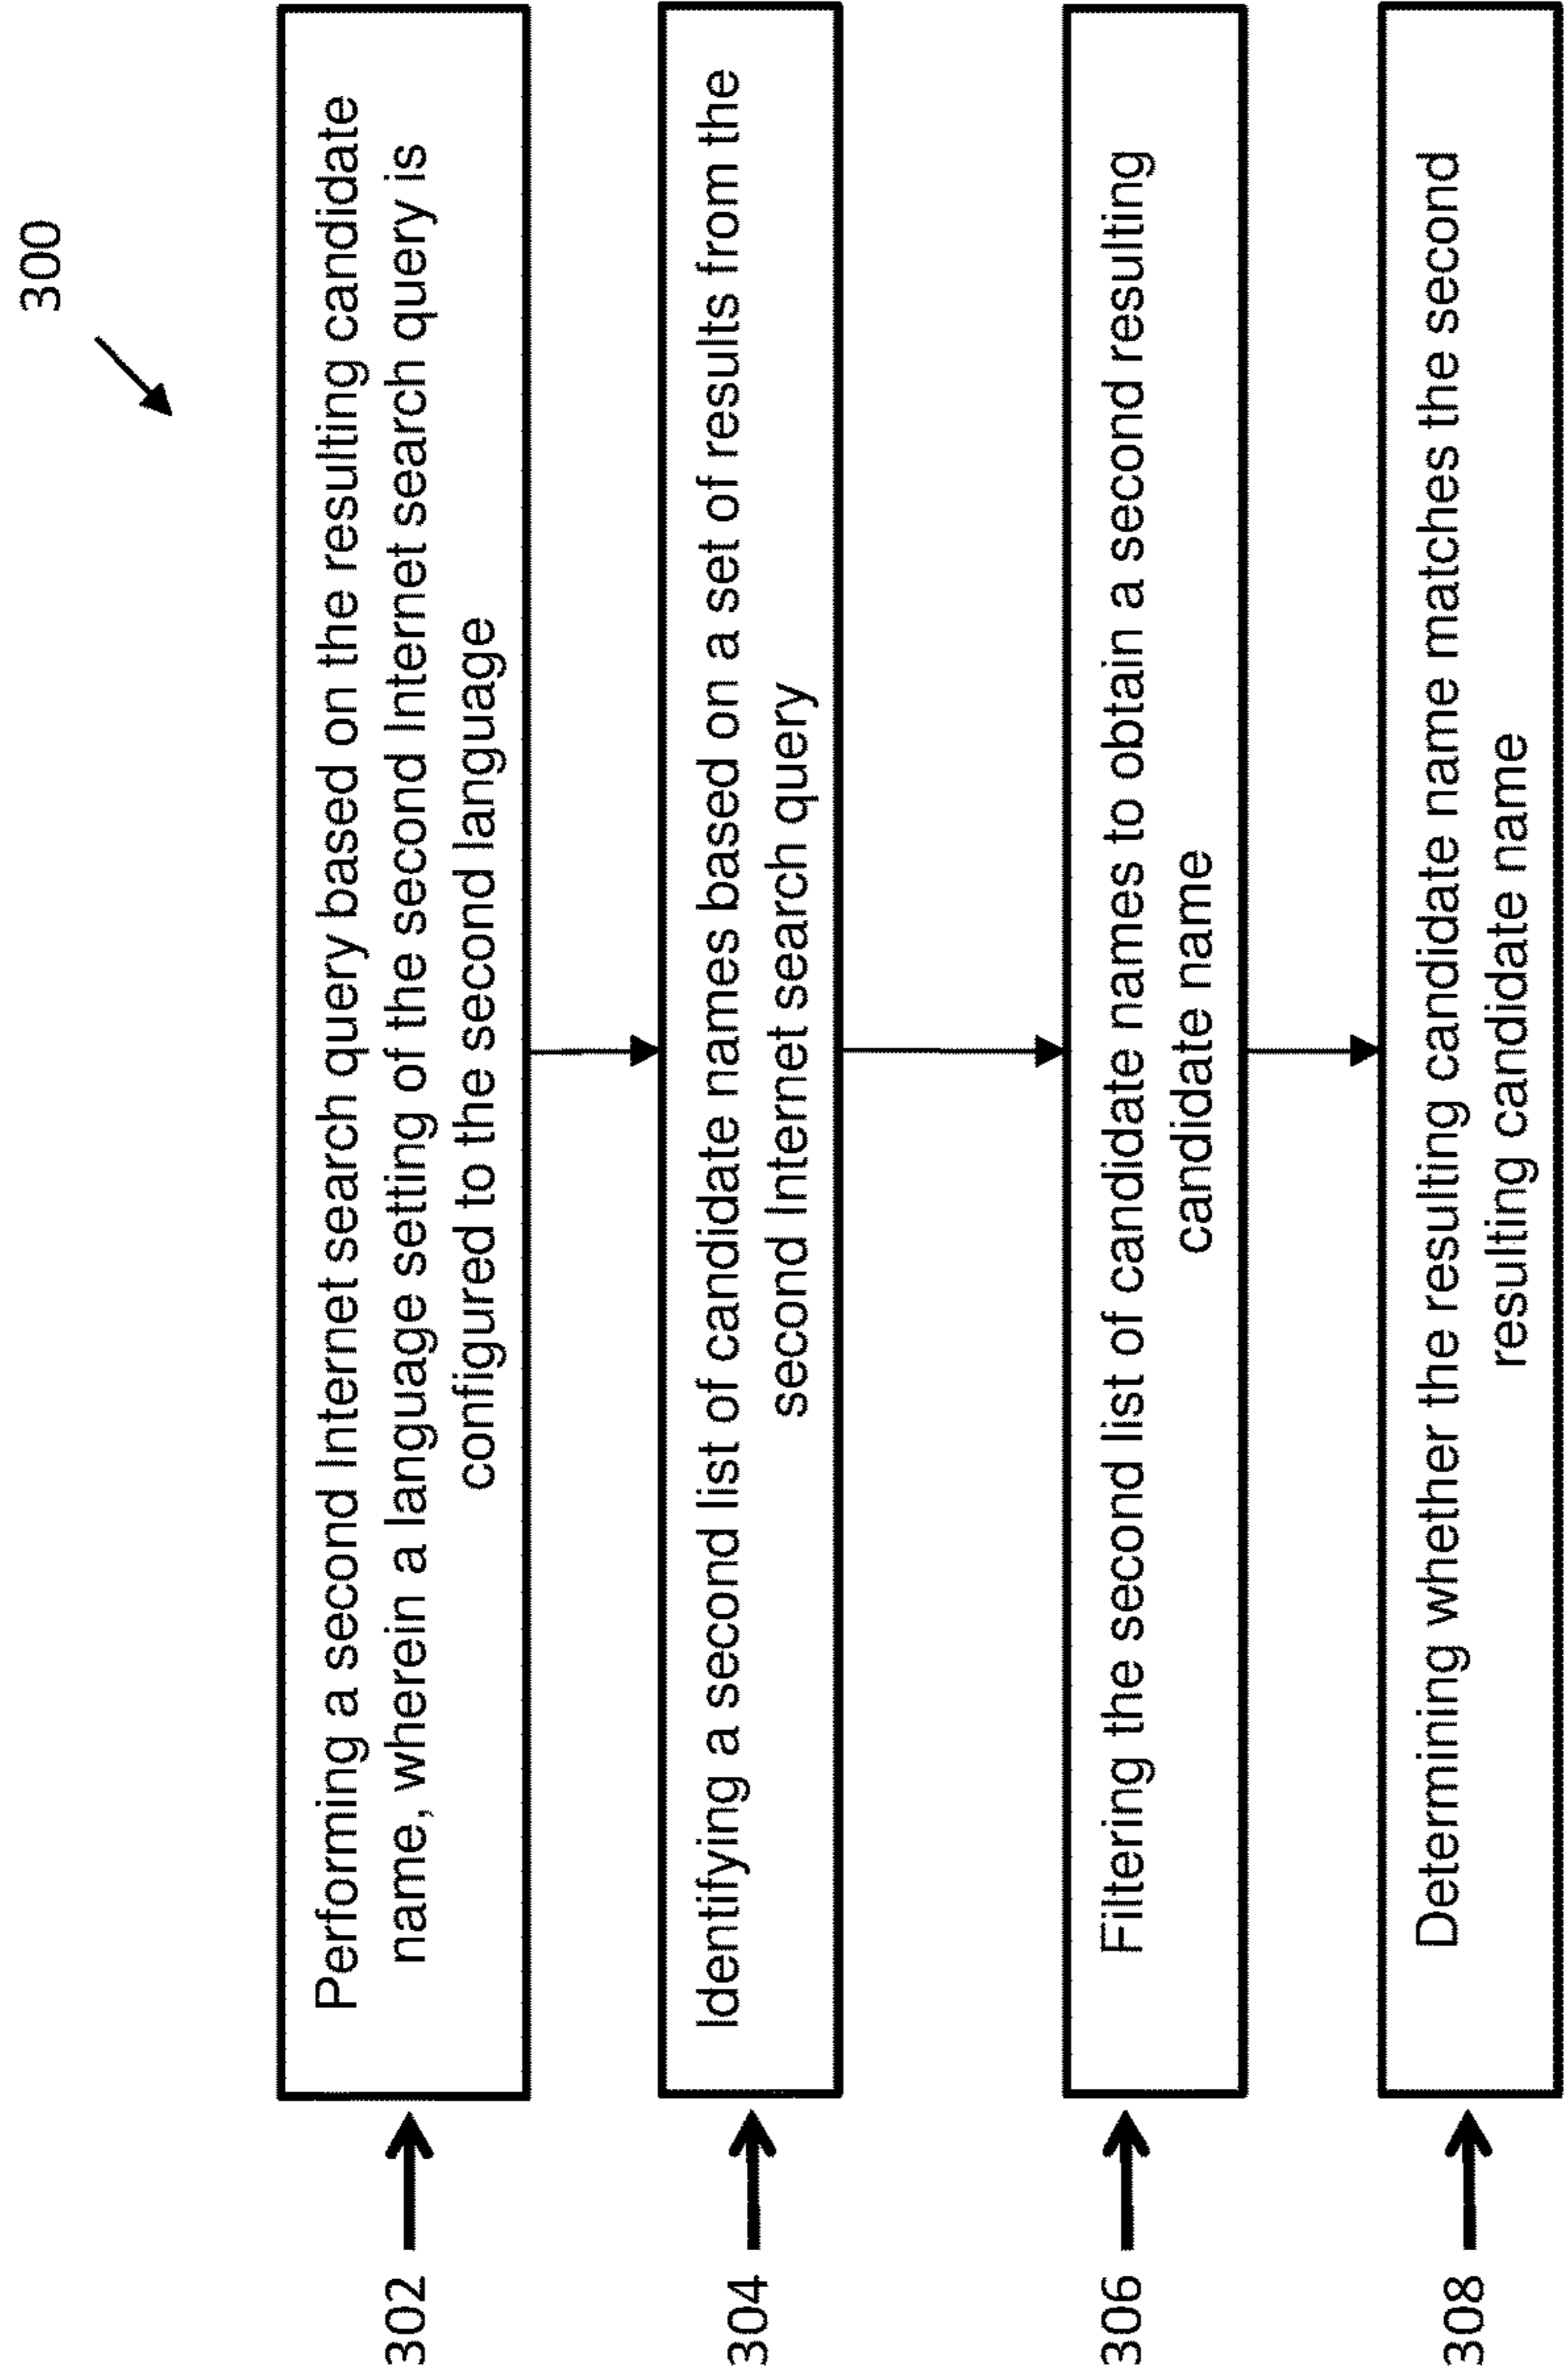 300
302
Performing a second Internet search query based on the resulting candidate
name, wherein a language setting of the second Internet search query is
configured to the second language
304
Identifying a second list of candidate names based on a set of results from the
second Internet search query
306
Filtering the second list of candidate names to obtain a second resulting
candidate name
308
Determining whether the resulting candidate name matches the second
resulting candidate name